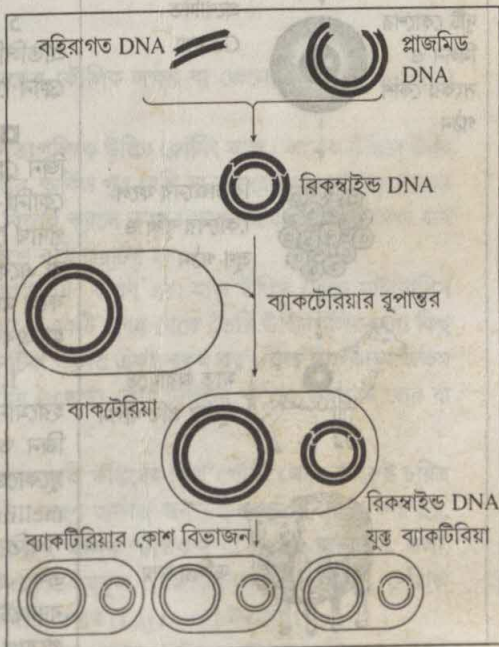 বহিরাগত DNA
প্লাজমিড
DNA
রিকম্বাইন্ড DNA
ব্যাকটেরিয়ার রূপান্তর
ব্যাকটেরিয়া
রিকম্বাইন্ড DNA
যুক্ত ব্যাকটিরিয়া
ব্যাকটিরিয়ার কোশ বিভাজন